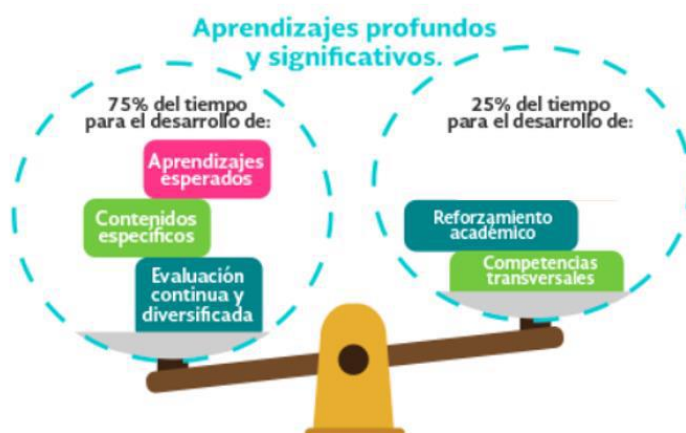 Aprendizajes profundos
y significativos.
75% del tiempo
para el desarrollo de:
Aprendizajes
esperados
Contenidos
específicos
Evaluación
continua y
diversificada
25% del tiempo
para el desarrollo de:
Reforzamiento
académico
Competencias
transversales